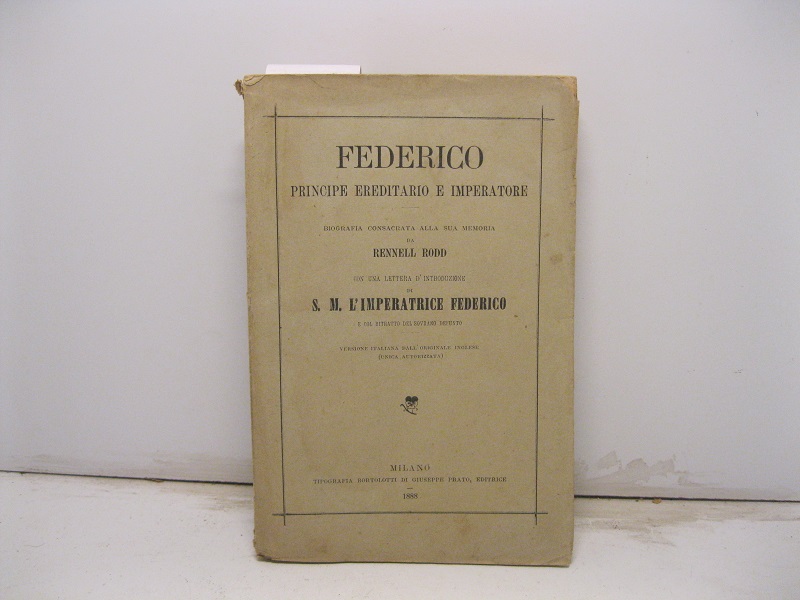 FEDERICO
PRINCIPE EREDITARIO E IMPERATORE
BIOGRAFIA CONSACRATA ALLA SUA MEMORIA
DA
RENNELL RODD
CON UNA LETTERA D'INTRODUZIONE
DI
S. M. L'IMPERATRICE FEDERICO
E COL RITRATTO DEL SOVRANO DEFUNTO
VERSIONE ITALIANA DALL'ORIGINALE INGLESE
(UNICA AUTORIZZATA)
MILANO
TIPOGRAFIA BORTOLOTTI DI GIUSEPPE PRATO, EDITRICE
1888